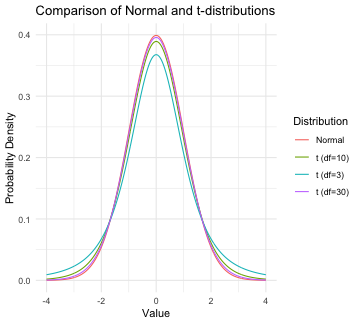 Comparison of Normal and t-distributions
0.4
0.3
0.2
0.1
0.0
Probability Density
-4 -2 0 2 4
Value
Distribution
Normal
t (df=10)
t (df=3)
t (df=30)